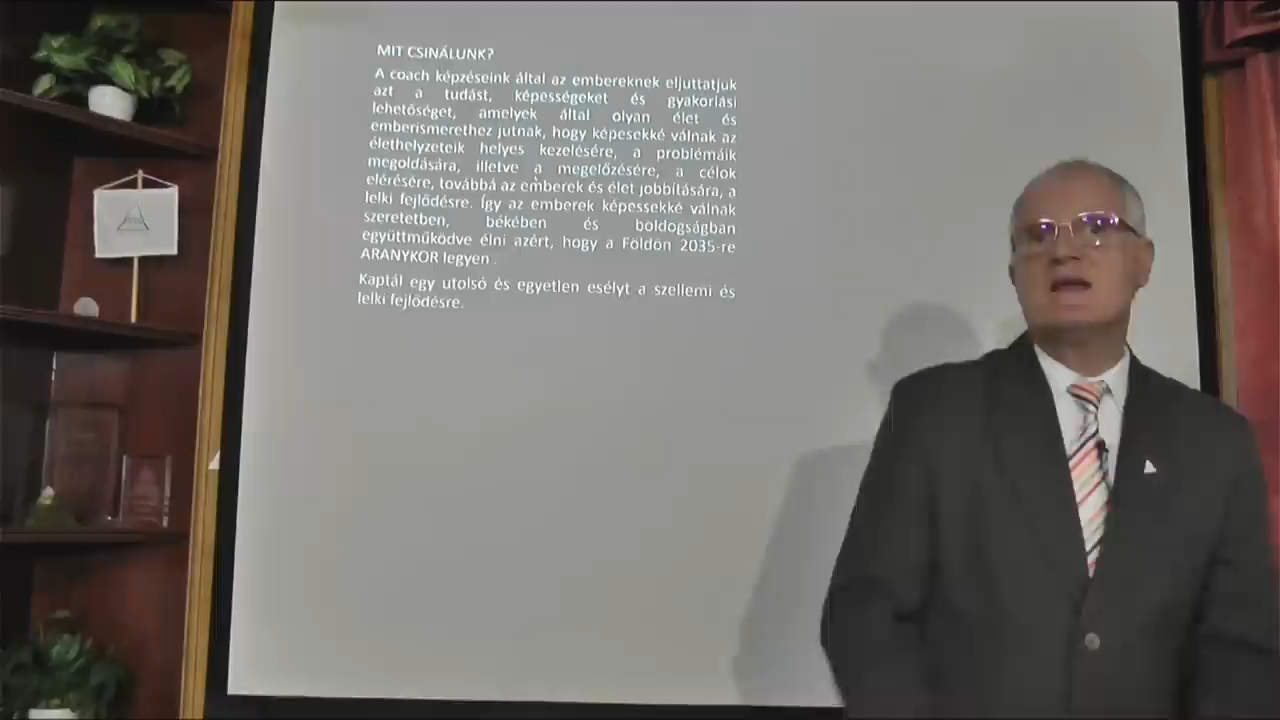 MIT CSINÁLUNK?
A coach képzéseink által az embereknek eljuttatjuk
azt a tudást, képességeket és gyakorlási
lehetőséget, amelyek által olyan élet és
emberismerethez jutnak, hogy képesekké válnak az
élethelyzeteik helyes kezelésére, a problémáik
megoldására, illetve a megelőzésére, a célok
elérésére, továbbá az emberek és élet jobbítására, a
lelki fejlődésre. Így az emberek képessekké válnak
szeretetben, békében és boldogságban
együttműködve élni azért, hogy a Földön 2035-re
ARANYKOR legyen .
Kaptál egy utolsó és egyetlen esélyt a szellemi és
lelki fejlődésre.